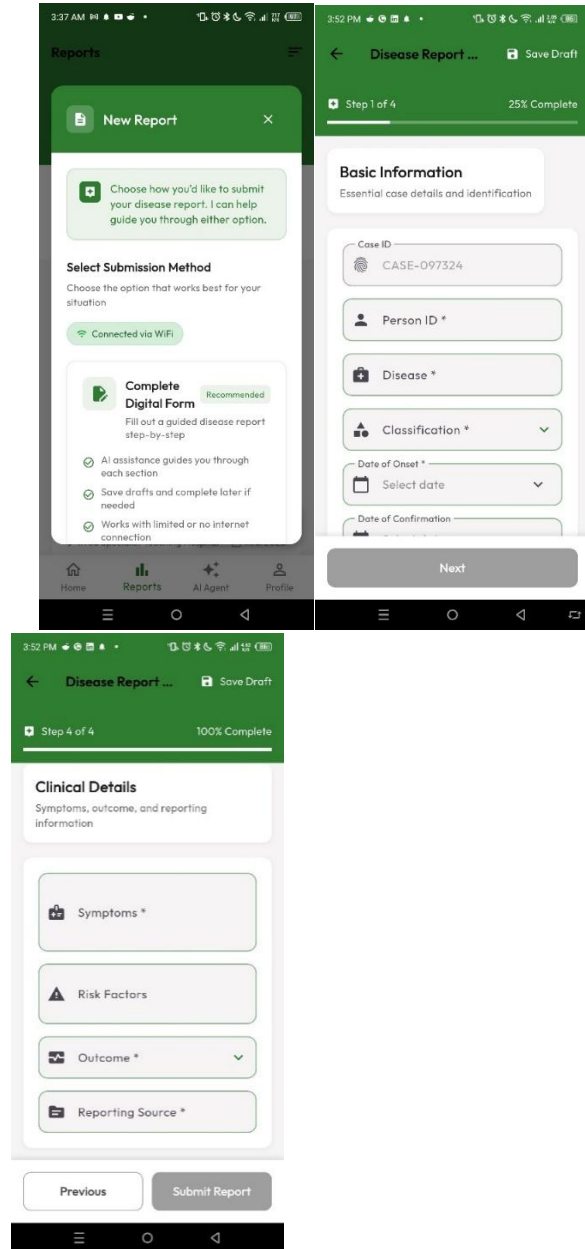 3:37 AM
Reports
New Report
Choose how you'd like to submit
your disease report. I can help
guide you through either option.
Select Submission Method
Choose the option that works best for your
situation
Connected via WiFi
Complete
Digital Form
Recommended
Fill out a guided disease report
step-by-step
AI assistance guides you through
each section
Save drafts and complete later if
needed
Works with limited or no internet
connection
Home
Reports
AI Agent
Profile
3:52 PM
Disease Report ...
Save Draft
Step 1 of 4
25% Complete
Basic Information
Essential case details and identification
Case ID
CASE-097324
Person ID *
Disease *
Classification *
Date of Onset *
Select date
Date of Confirmation
Next
3:52 PM
Disease Report ...
Save Draft
Step 4 of 4
100% Complete
Clinical Details
Symptoms, outcome, and reporting
information
Symptoms *
Risk Factors
Outcome *
Reporting Source *
Previous
Submit Report